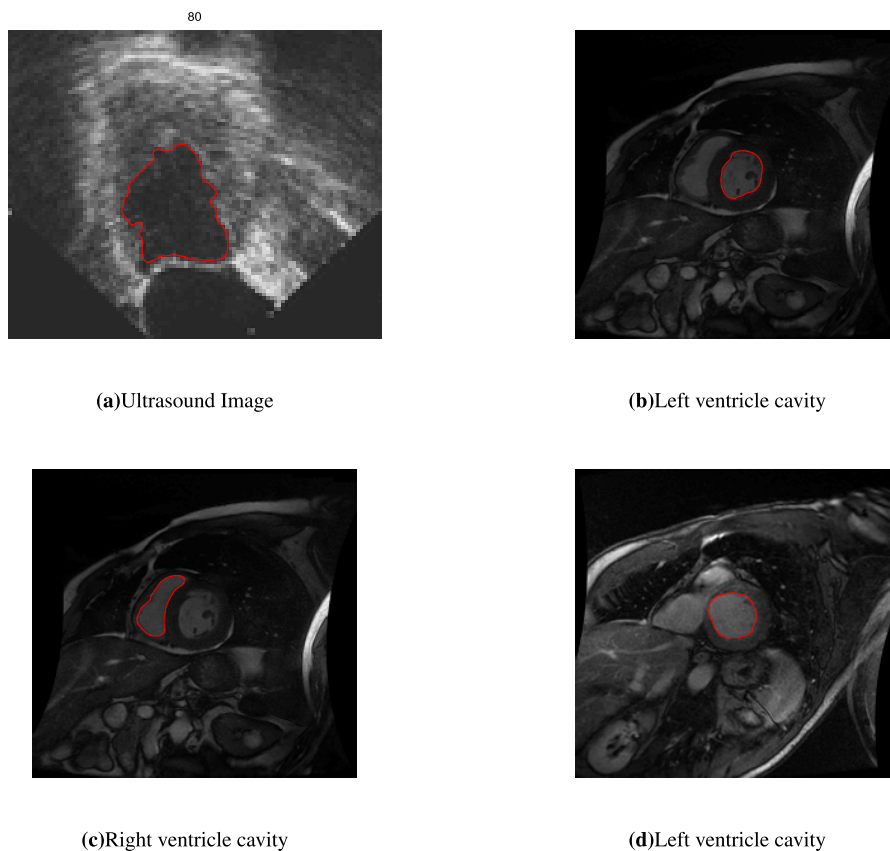 80
(a)Ultrasound Image
(b)Left ventricle cavity
(c)Right ventricle cavity
(d)Left ventricle cavity